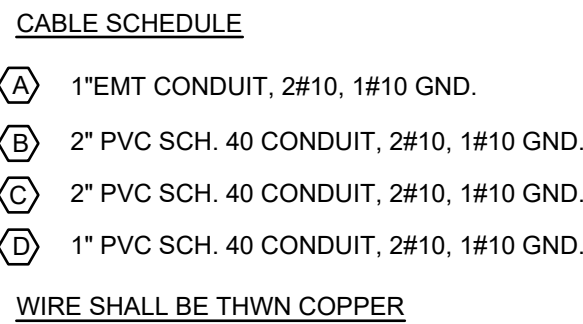 CABLE SCHEDULE
A 1"EMT CONDUIT, 2#10, 1#10 GND.
B 2" PVC SCH. 40 CONDUIT, 2#10, 1#10 GND.
C 2" PVC SCH. 40 CONDUIT, 2#10, 1#10 GND.
D 1" PVC SCH. 40 CONDUIT, 2#10, 1#10 GND.
WIRE SHALL BE THWN COPPER